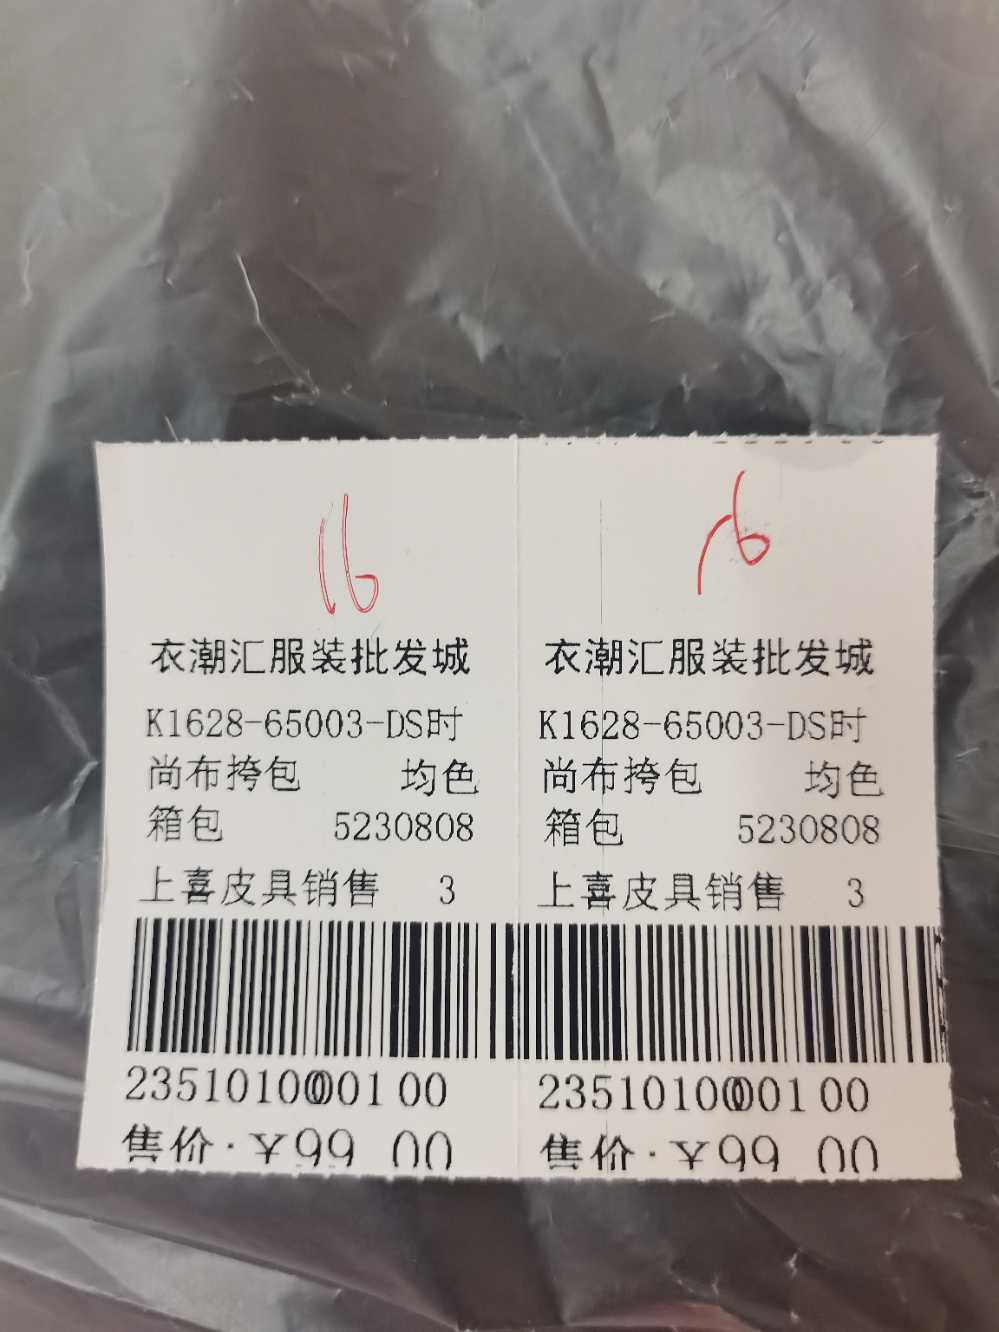 16
16
衣潮汇服装批发城
K1628-65003-DS时
尚布挎包 均色
箱包 5230808
上喜皮具销售 3
售价:¥99.00
衣潮汇服装批发城
K1628-65003-DS时
尚布挎包 均色
箱包 5230808
上喜皮具销售 3
售价:¥99.00